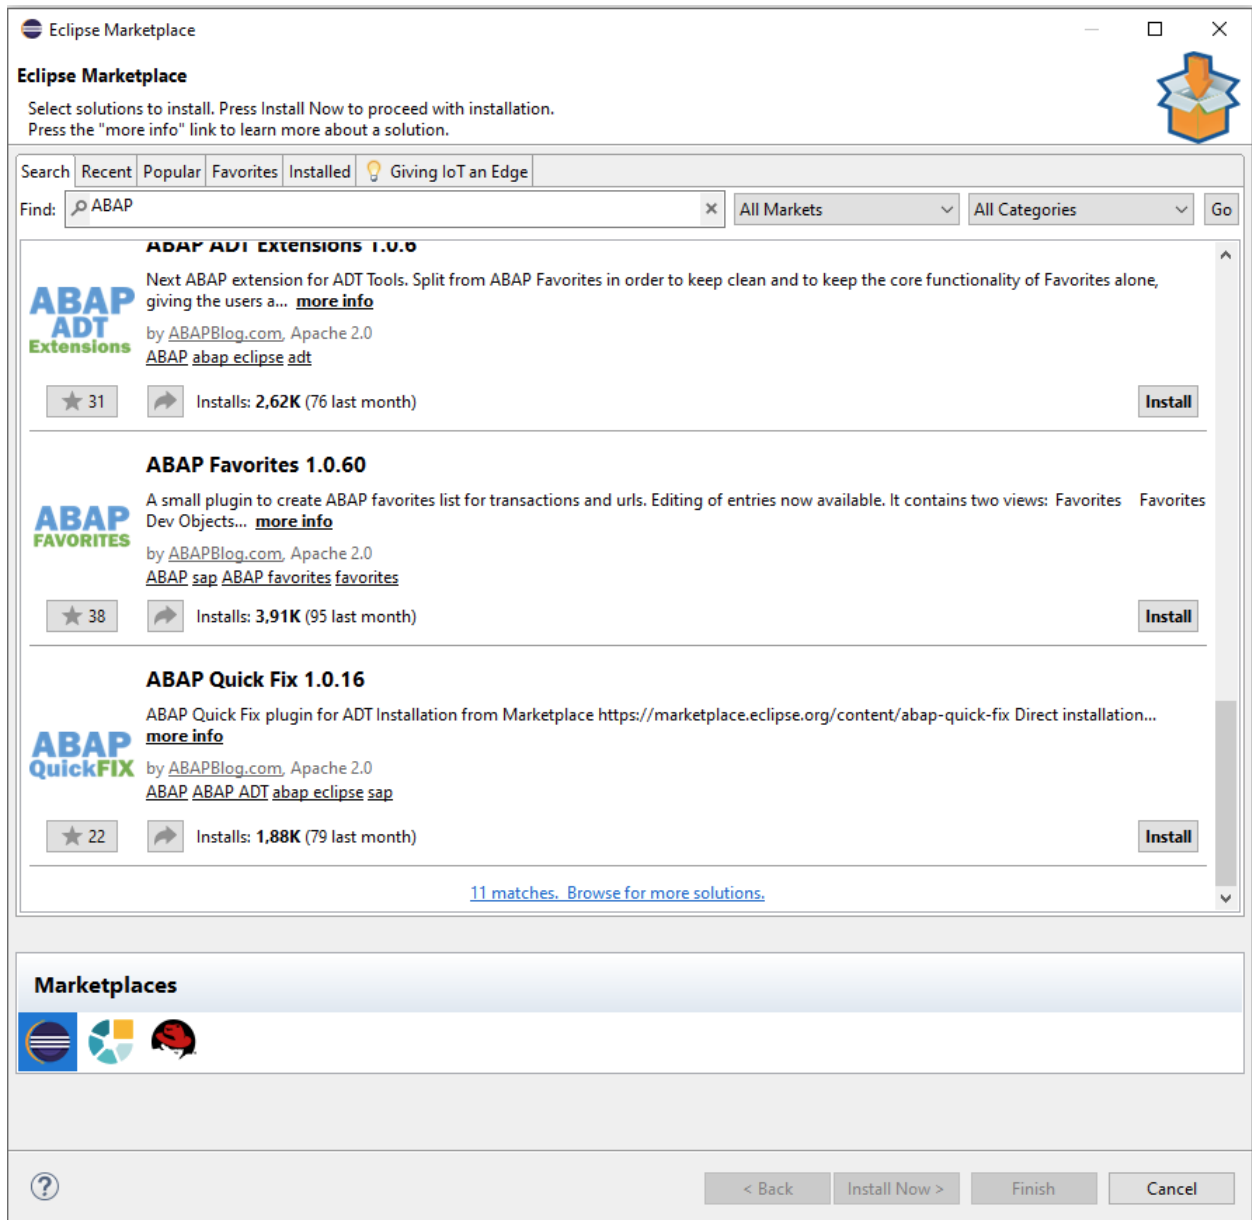 Eclipse Marketplace
Eclipse Marketplace
Select solutions to install. Press Install Now to proceed with installation.
Press the "more info" link to learn more about a solution.
Search Recent Popular Favorites Installed Giving IoT an Edge
Find: ABAP All Markets All Categories Go
ABAP ADT Extensions 1.0.6
Next ABAP extension for ADT Tools. Split from ABAP Favorites in order to keep clean and to keep the core functionality of Favorites alone,
giving the users a... more info
ABAP
ADT
Extensions
by ABAPBlog.com, Apache 2.0
ABAP abap eclipse adt
31 Installs: 2,62K (76 last month) Install
ABAP Favorites 1.0.60
A small plugin to create ABAP favorites list for transactions and urls. Editing of entries now available. It contains two views: Favorites Favorites
Dev Objects... more info
ABAP
FAVORITES
by ABAPBlog.com, Apache 2.0
ABAP sap ABAP favorites favorites
38 Installs: 3,91K (95 last month) Install
ABAP Quick Fix 1.0.16
ABAP Quick Fix plugin for ADT Installation from Marketplace https://marketplace.eclipse.org/content/abap-quick-fix Direct installation...
more info
ABAP
QuickFIX
by ABAPBlog.com, Apache 2.0
ABAP ABAP ADT abap eclipse sap
22 Installs: 1,88K (79 last month) Install
11 matches. Browse for more solutions.
Marketplaces
? < Back Install Now > Finish Cancel